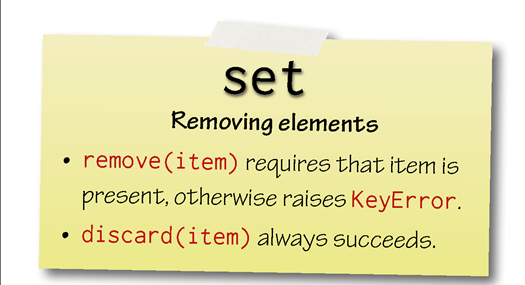 set
Removing elements
• remove(item) requires that item is
present, otherwise raises KeyError.
• discard(item) always succeeds.